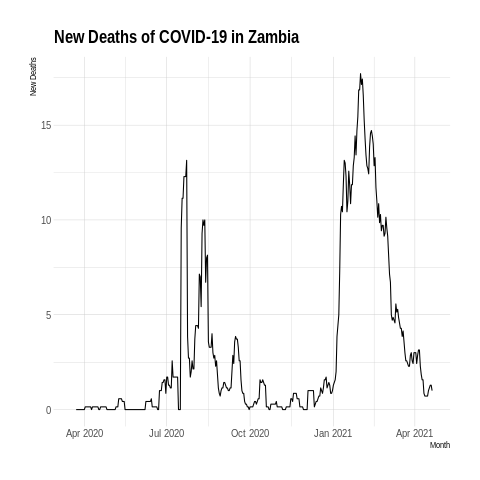 New Deaths of COVID-19 in Zambia
New Deaths
15
10
5
0
Apr 2020 Jul 2020 Oct 2020 Jan 2021 Apr 2021
Month